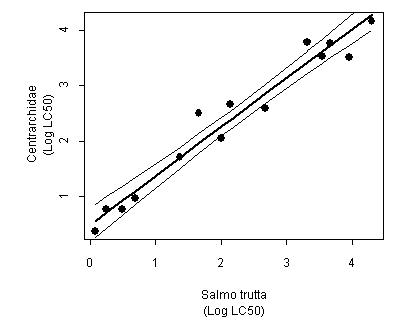 Centrarchidae
(Log LC50)
4
3
2
1
0 1 2 3 4
Salmo trutta
(Log LC50)